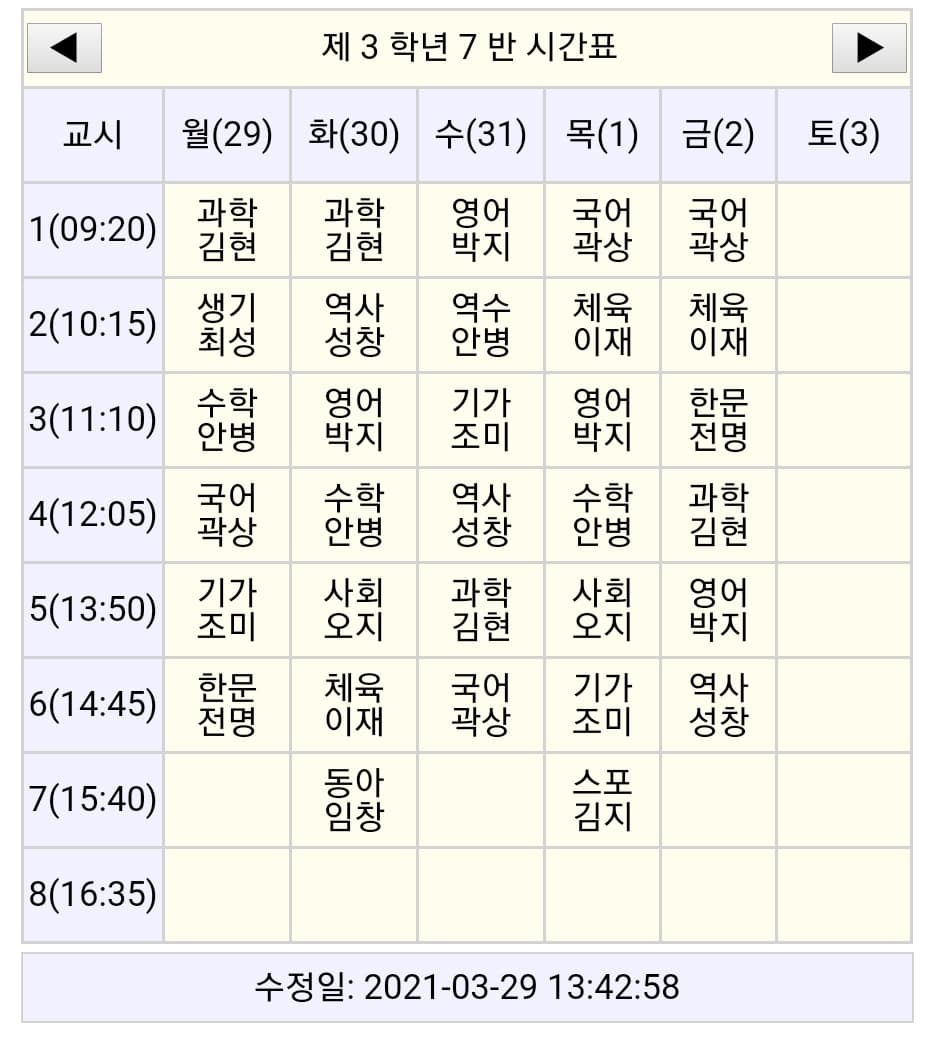 제 3 학년 7 반 시간표
교시 월(29) 화(30) 수(31) 목(1) 금(2) 토(3)
1(09:20) 과학 과학 영어 국어 국어
김현 김현 박지 곽상 곽상
2(10:15) 생기 역사 역수 체육 체육
최성 성창 안병 이재 이재
3(11:10) 수학 영어 기가 영어 한문
안병 박지 조미 박지 전명
4(12:05) 국어 수학 역사 수학 과학
곽상 안병 성창 안병 김현
5(13:50) 기가 사회 과학 사회 영어
조미 오지 김현 오지 박지
6(14:45) 한문 체육 국어 기가 역사
전명 이재 곽상 조미 성창
7(15:40) 동아 스포
임창 김지
8(16:35)
수정일: 2021-03-29 13:42:58